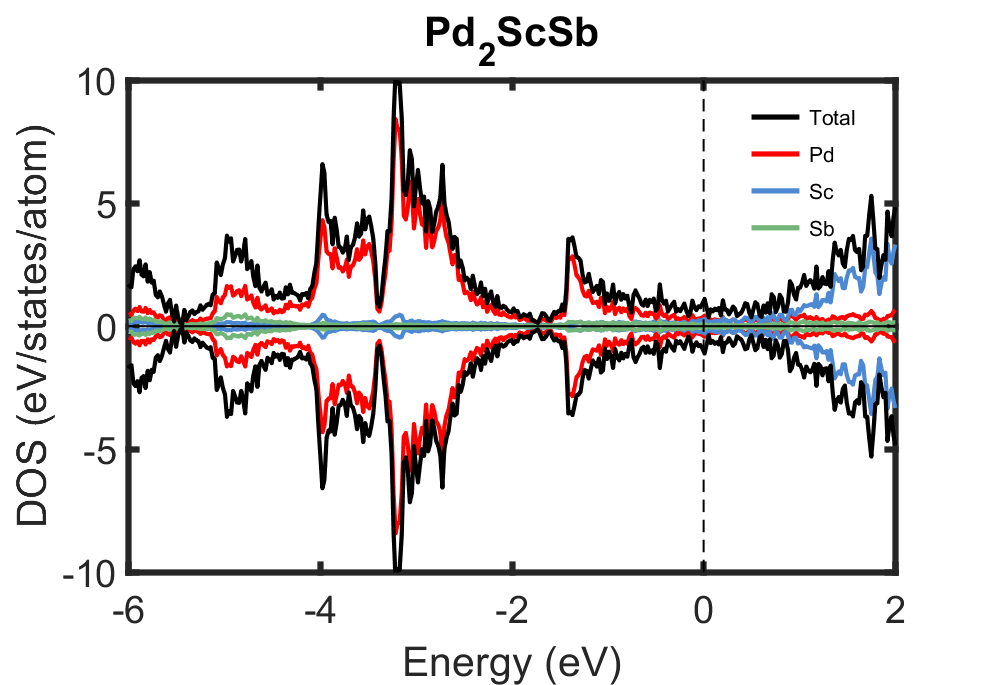 Pd₂ScSb
10
5
0
-5
-10
DOS (eV/states/atom)
Total
Pd
Sc
Sb
-6
-4
-2
0
2
Energy (eV)